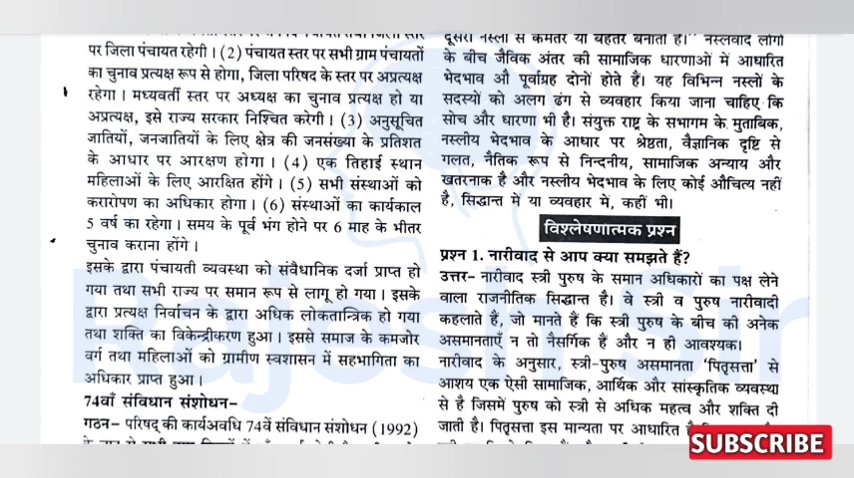 पर जिला पंचायत रहेगी। (2) पंचायत स्तर पर सभी ग्राम पंचायतों
का चुनाव प्रत्यक्ष रूप से होगा, जिला परिषद के स्तर पर अप्रत्यक्ष
रहेगा। मध्यवर्ती स्तर पर अध्यक्ष का चुनाव प्रत्यक्ष हो या
अप्रत्यक्ष, इसे राज्य सरकार निश्चित करेगी। (3) अनुसूचित
जातियों, जनजातियों के लिए क्षेत्र की जनसंख्या के प्रतिशत
के आधार पर आरक्षण होगा। (4) एक तिहाई स्थान
महिलाओं के लिए आरक्षित होंगे। (5) सभी संस्थाओं को
करारोपण का अधिकार होगा। (6) संस्थाओं का कार्यकाल
5 वर्ष का रहेगा। समय के पूर्व भंग होने पर 6 माह के भीतर
चुनाव कराना होंगे।
इसके द्वारा पंचायती व्यवस्था को संवैधानिक दर्जा प्राप्त हो
गया तथा सभी राज्य पर समान रूप से लागू हो गया। इसके
द्वारा प्रत्यक्ष निर्वाचन के द्वारा अधिक लोकतान्त्रिक हो गया
तथा शक्ति का विकेन्द्रीकरण हुआ। इससे समाज के कमजोर
वर्ग तथा महिलाओं को ग्रामीण स्वशासन में सहभागिता का
अधिकार प्राप्त हुआ।
74वाँ संविधान संशोधन–
गठन– परिषद् की कार्यअवधि 74वें संविधान संशोधन (1992)
दूसरी नस्लों से कमतर या बेहतर बनाती है।" नस्लवाद लोगों
के बीच जैविक अंतर की सामाजिक धारणाओं में आधारित
भेदभाव औ पूर्वाग्रह दोनों होते हैं। यह विभिन्न नस्लों के
सदस्यों को अलग ढंग से व्यवहार किया जाना चाहिए कि
सोच और धारणा भी है। संयुक्त राष्ट्र के सभागम के मुताबिक,
नस्लीय भेदभाव के आधार पर श्रेष्ठता, वैज्ञानिक दृष्टि से
गलत, नैतिक रूप से निन्दनीय, सामाजिक अन्याय और
खतरनाक है और नस्लीय भेदभाव के लिए कोई औचित्य नहीं
है, सिद्धान्त में या व्यवहार में, कहीं भी।
विश्लेषणात्मक प्रश्न
प्रश्न 1. नारीवाद से आप क्या समझते हैं?
उत्तर– नारीवाद स्त्री पुरुष के समान अधिकारों का पक्ष लेने
वाला राजनीतिक सिद्धान्त है। वे स्त्री व पुरुष नारीवादी
कहलाते हैं, जो मानते हैं कि स्त्री पुरुष के बीच की अनेक
असमानताएँ न तो नैसर्गिक हैं और न ही आवश्यक।
नारीवाद के अनुसार, स्त्री-पुरुष असमानता 'पितृसत्ता' से
आशय एक ऐसी सामाजिक, आर्थिक और सांस्कृतिक व्यवस्था
से है जिसमें पुरुष को स्त्री से अधिक महत्व और शक्ति दी
जाती है। पितृसत्ता इस मान्यता पर आधारित है
SUBSCRIBE
Rajesh Sir